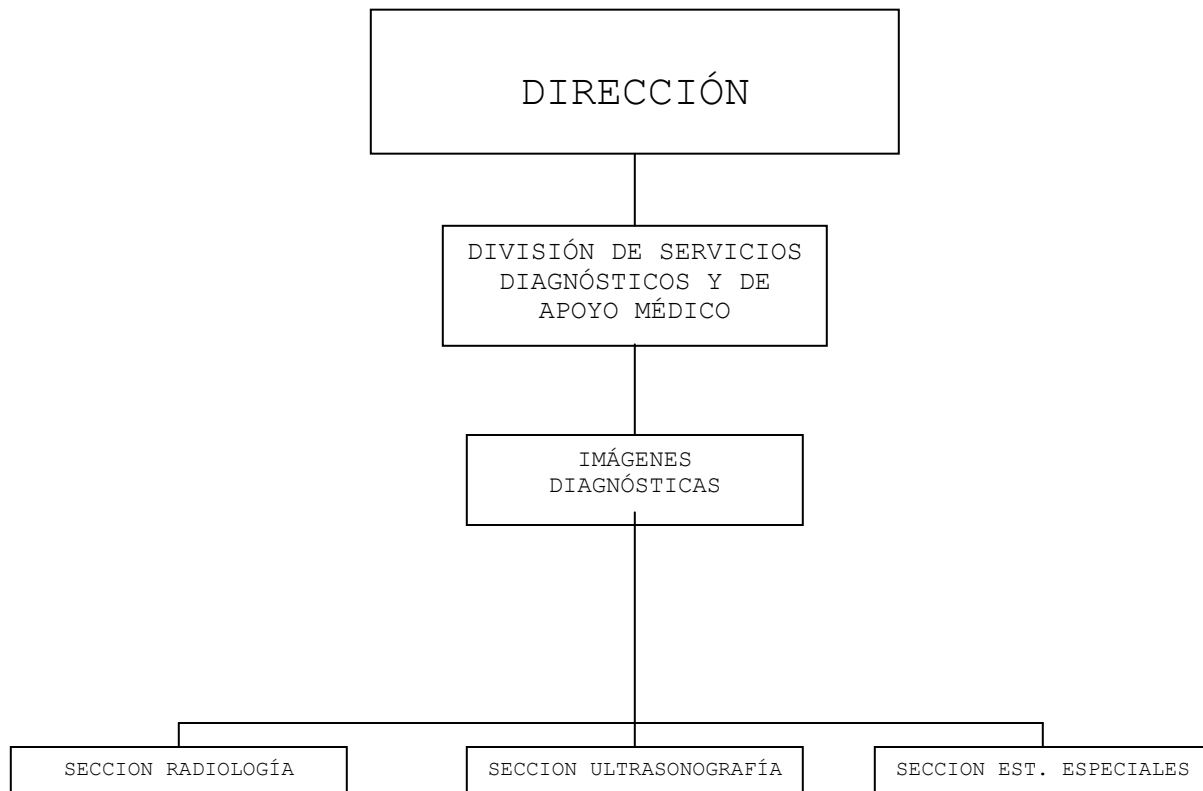 DIRECCIÓN
DIVISIÓN DE SERVICIOS
DIAGNÓSTICOS Y DE
APOYO MÉDICO
IMÁGENES
DIAGNÓSTICAS
SECCION RADIOLOGÍA
SECCION ULTRASONOGRAFÍA
SECCION EST. ESPECIALES